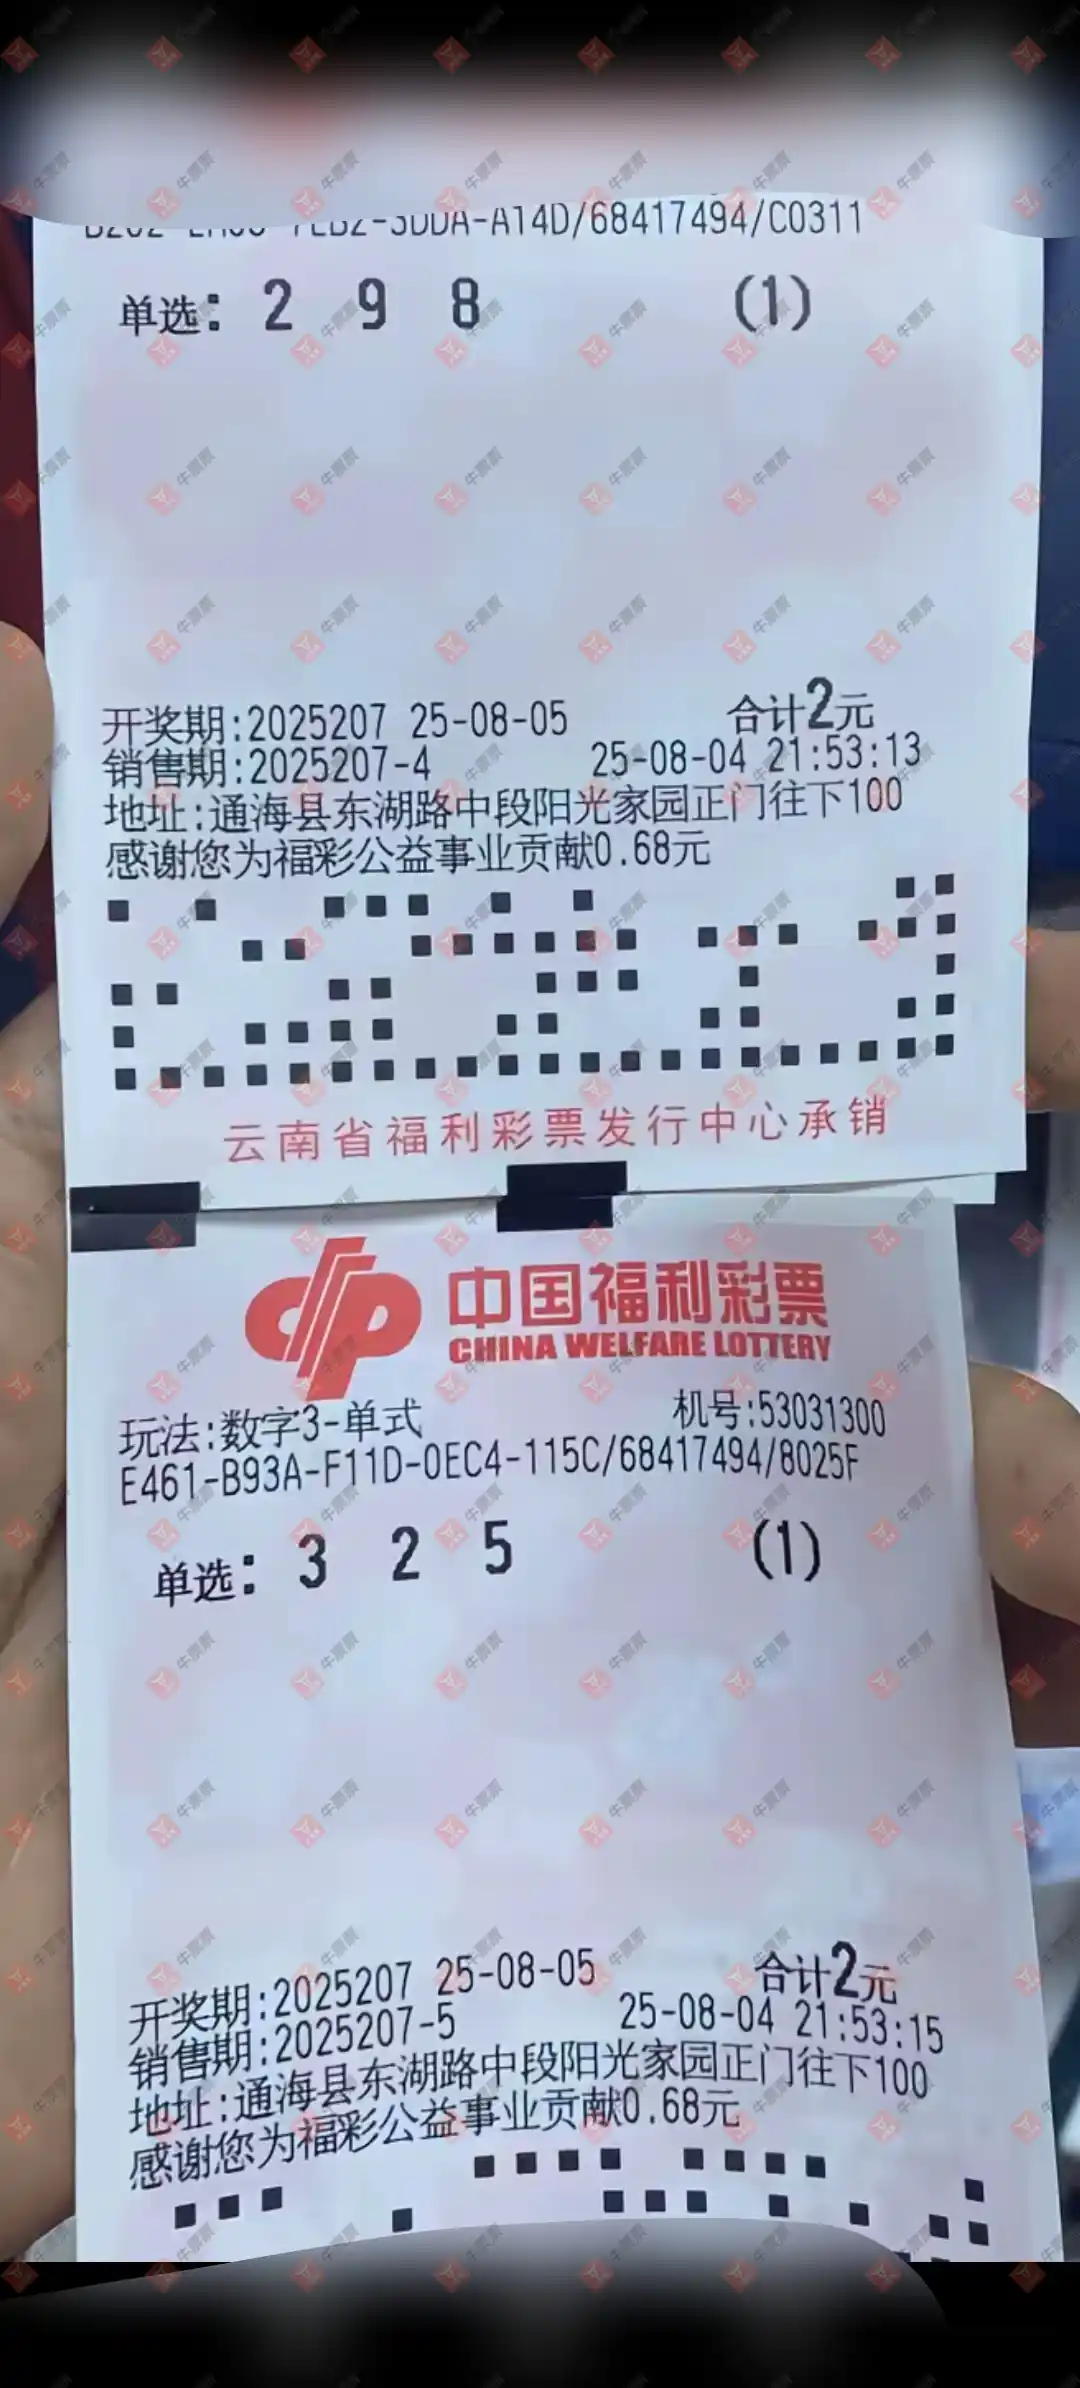 -A14D/68417494/C0311
单选: 2 9 8 (1)
开奖期:2025207 25-08-05 合计2元
销售期:2025207-4 25-08-04 21:53:13
地址:通海县东湖路中段阳光家园正门往下100
感谢您为福彩公益事业贡献0.68元
云南省福利彩票发行中心承销
中国福利彩票
CHINA WELFARE LOTTERY
玩法:数字3-单式 机号:53031300
E461-B93A-F11D-0EC4-115C/68417494/8025F
单选: 3 2 5 (1)
开奖期:2025207 25-08-05 合计2元
销售期:2025207-5 25-08-04 21:53:15
地址:通海县东湖路中段阳光家园正门往下100
感谢您为福彩公益事业贡献0.68元
牛票票